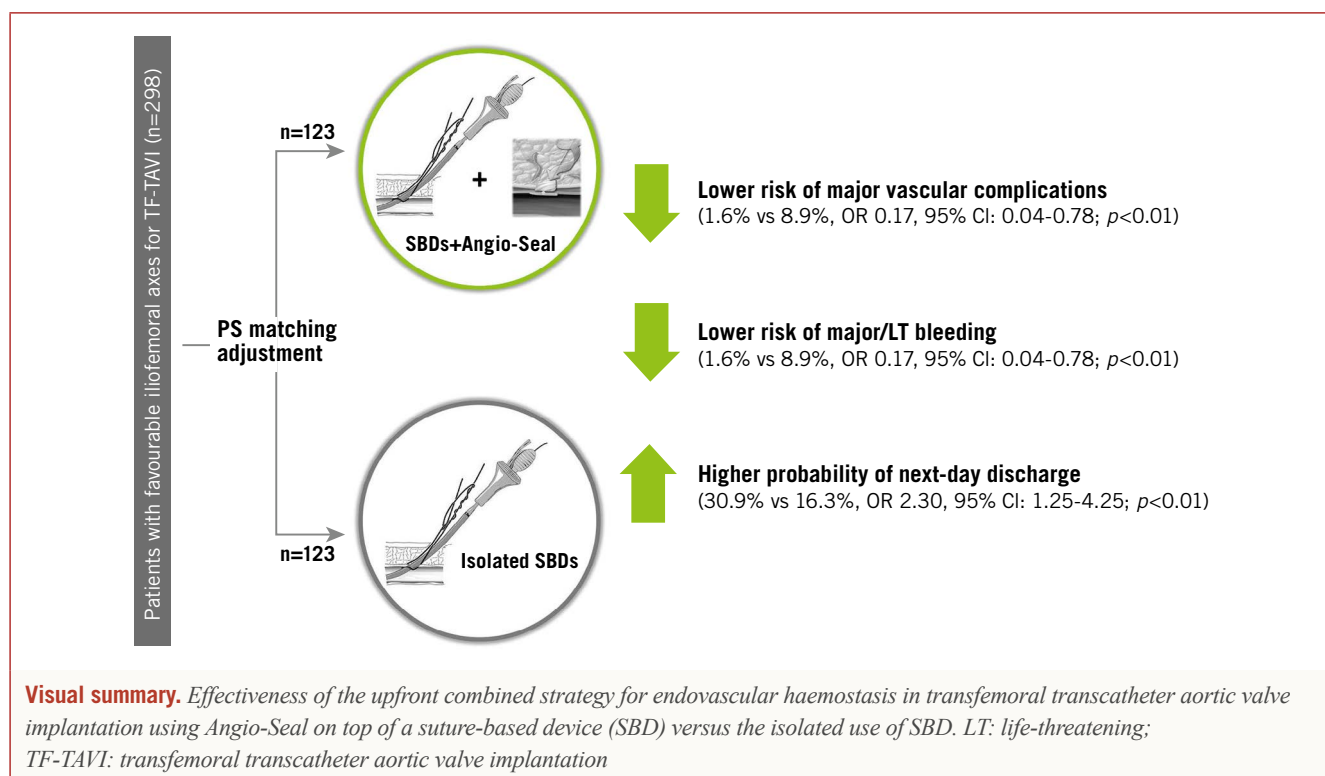 Patients with favourable iliofemoral axes for TF-TAVI (n=298)
PS matching
adjustment
n=123
+
SBDs+Angio-Seal
n=123
Isolated SBDs
Lower risk of major vascular complications
(1.6% vs 8.9%, OR 0.17, 95% CI: 0.04-0.78; p<0.01)
Lower risk of major/LT bleeding
(1.6% vs 8.9%, OR 0.17, 95% CI: 0.04-0.78; p<0.01)
Higher probability of next-day discharge
(30.9% vs 16.3%, OR 2.30, 95% CI: 1.25-4.25; p<0.01)
Visual summary. Effectiveness of the upfront combined strategy for endovascular haemostasis in transfemoral transcatheter aortic valve
implantation using Angio-Seal on top of a suture-based device (SBD) versus the isolated use of SBD. LT: life-threatening;
TF-TAVI: transfemoral transcatheter aortic valve implantation